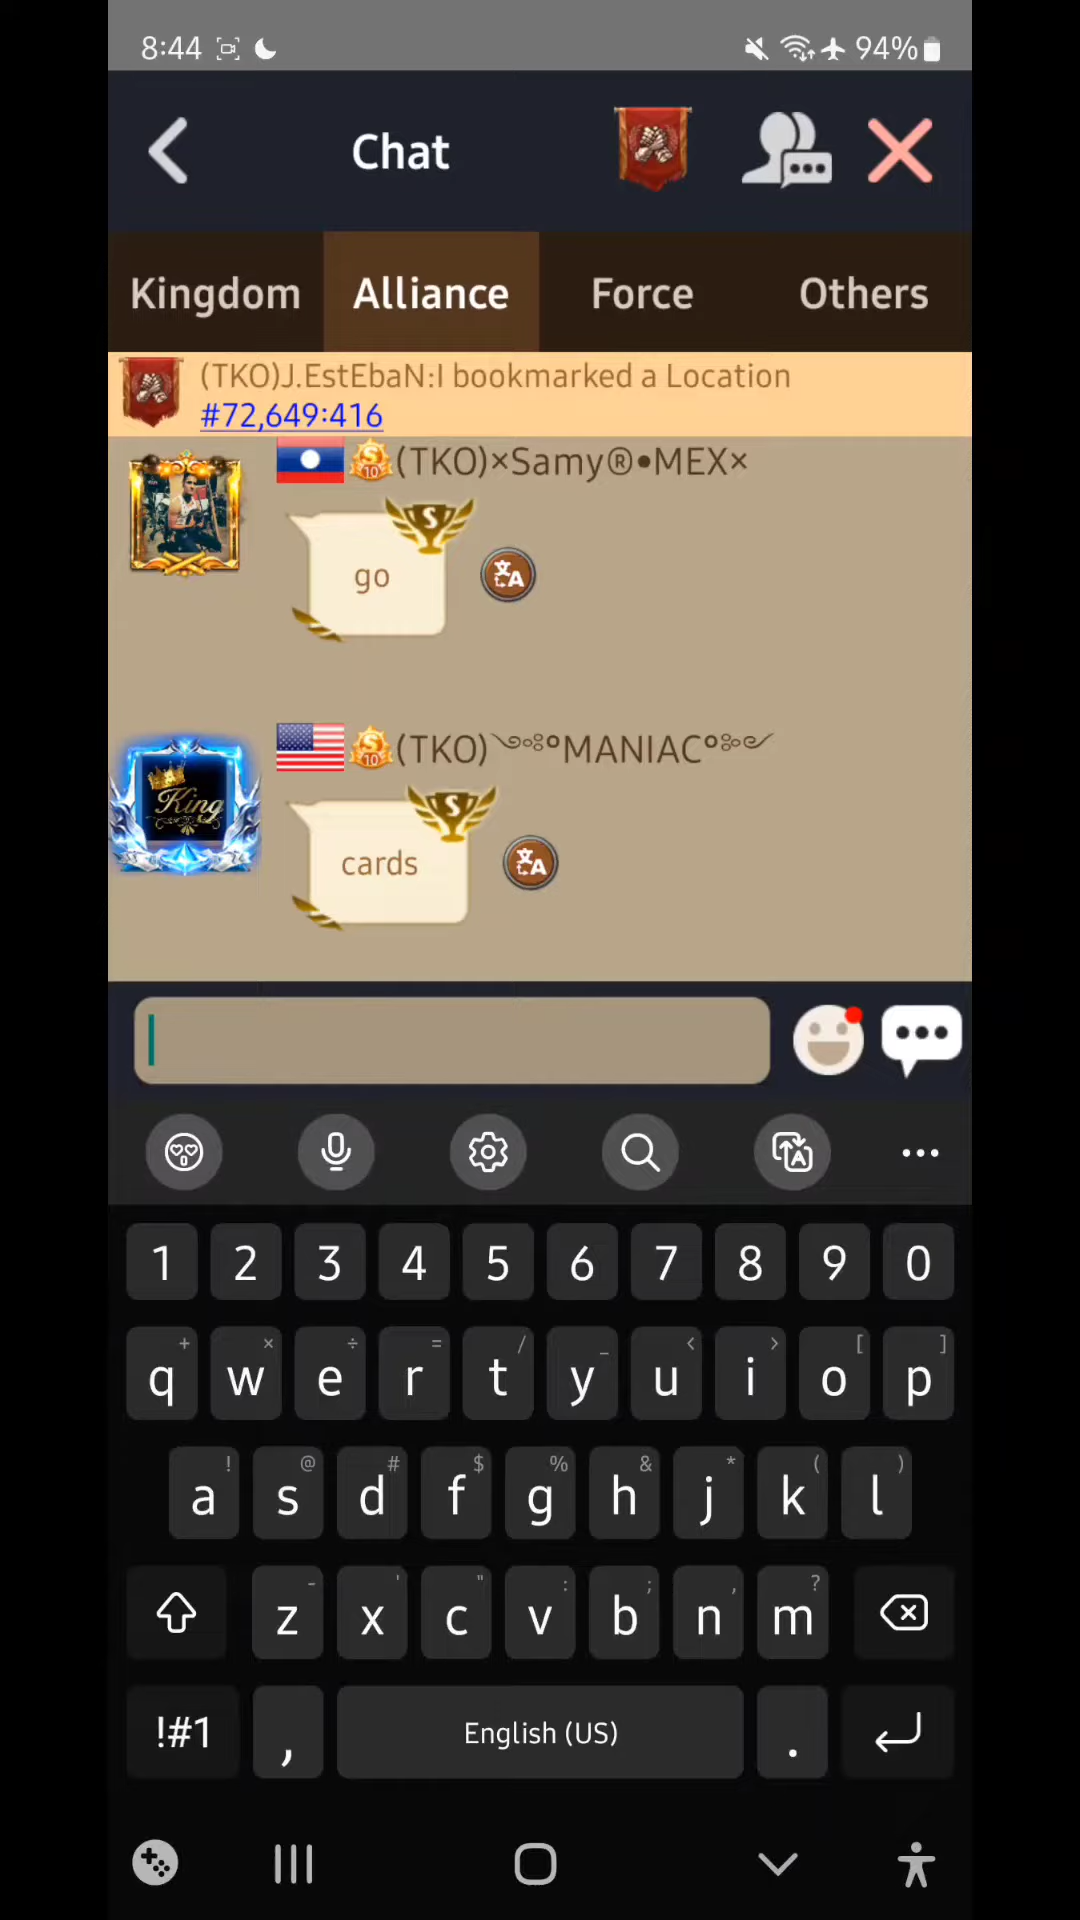 8:44
94%
Chat
Kingdom Alliance Force Others
(TKO)J.EstEbaN:I bookmarked a Location
#72,649:416
(TKO)×Samy®•MEX×
go
(TKO)༄༅༅°MANIAC°༅༅࿐
King
cards
1 2 3 4 5 6 7 8 9 0
+ × ÷ = / _ < > [ ]
q w e r t y u i o p
! @ # $ % & * ( )
a s d f g h j k l
- ' " : ; , ?
z x c v b n m
!#1 , English (US) .